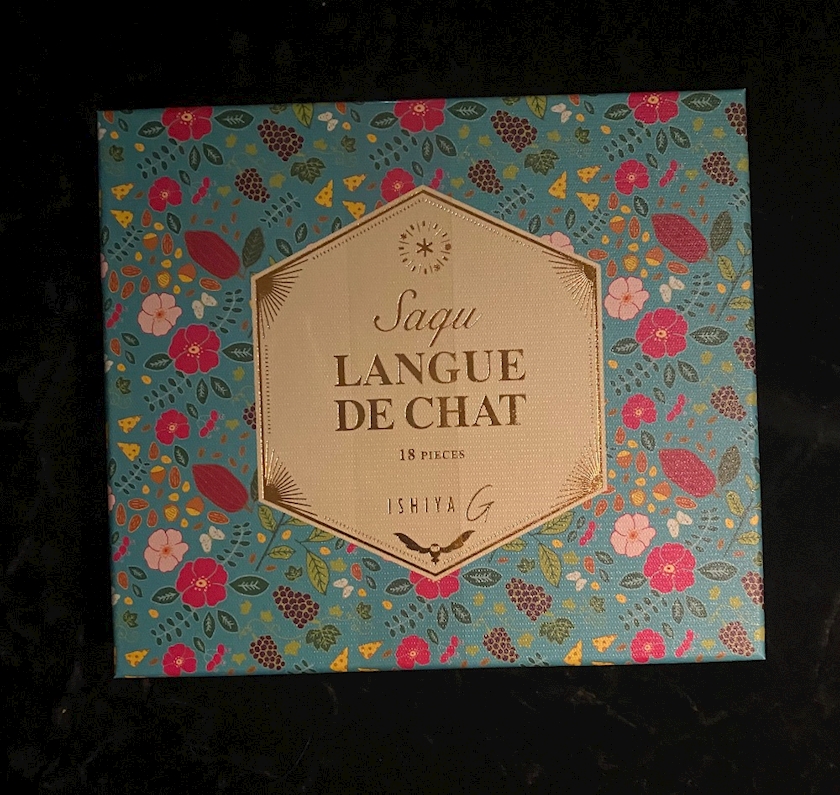 Saqu
LANGUE
DE CHAT
18 PIECES
ISHIYA G